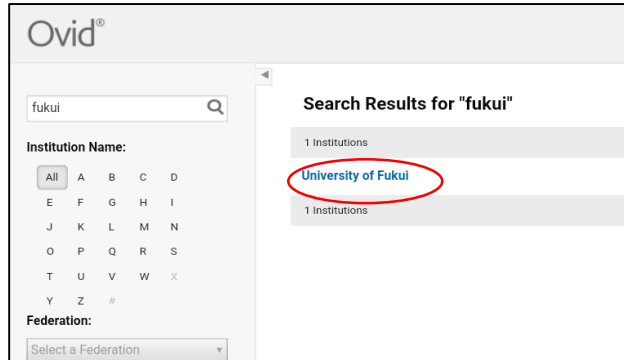 Ovid®
fukui
Institution Name:
All A B C D
E F G H I
J K L M N
O P Q R S
T U V W X
Y Z #
Federation:
Select a Federation
Search Results for "fukui"
1 Institutions
University of Fukui
1 Institutions